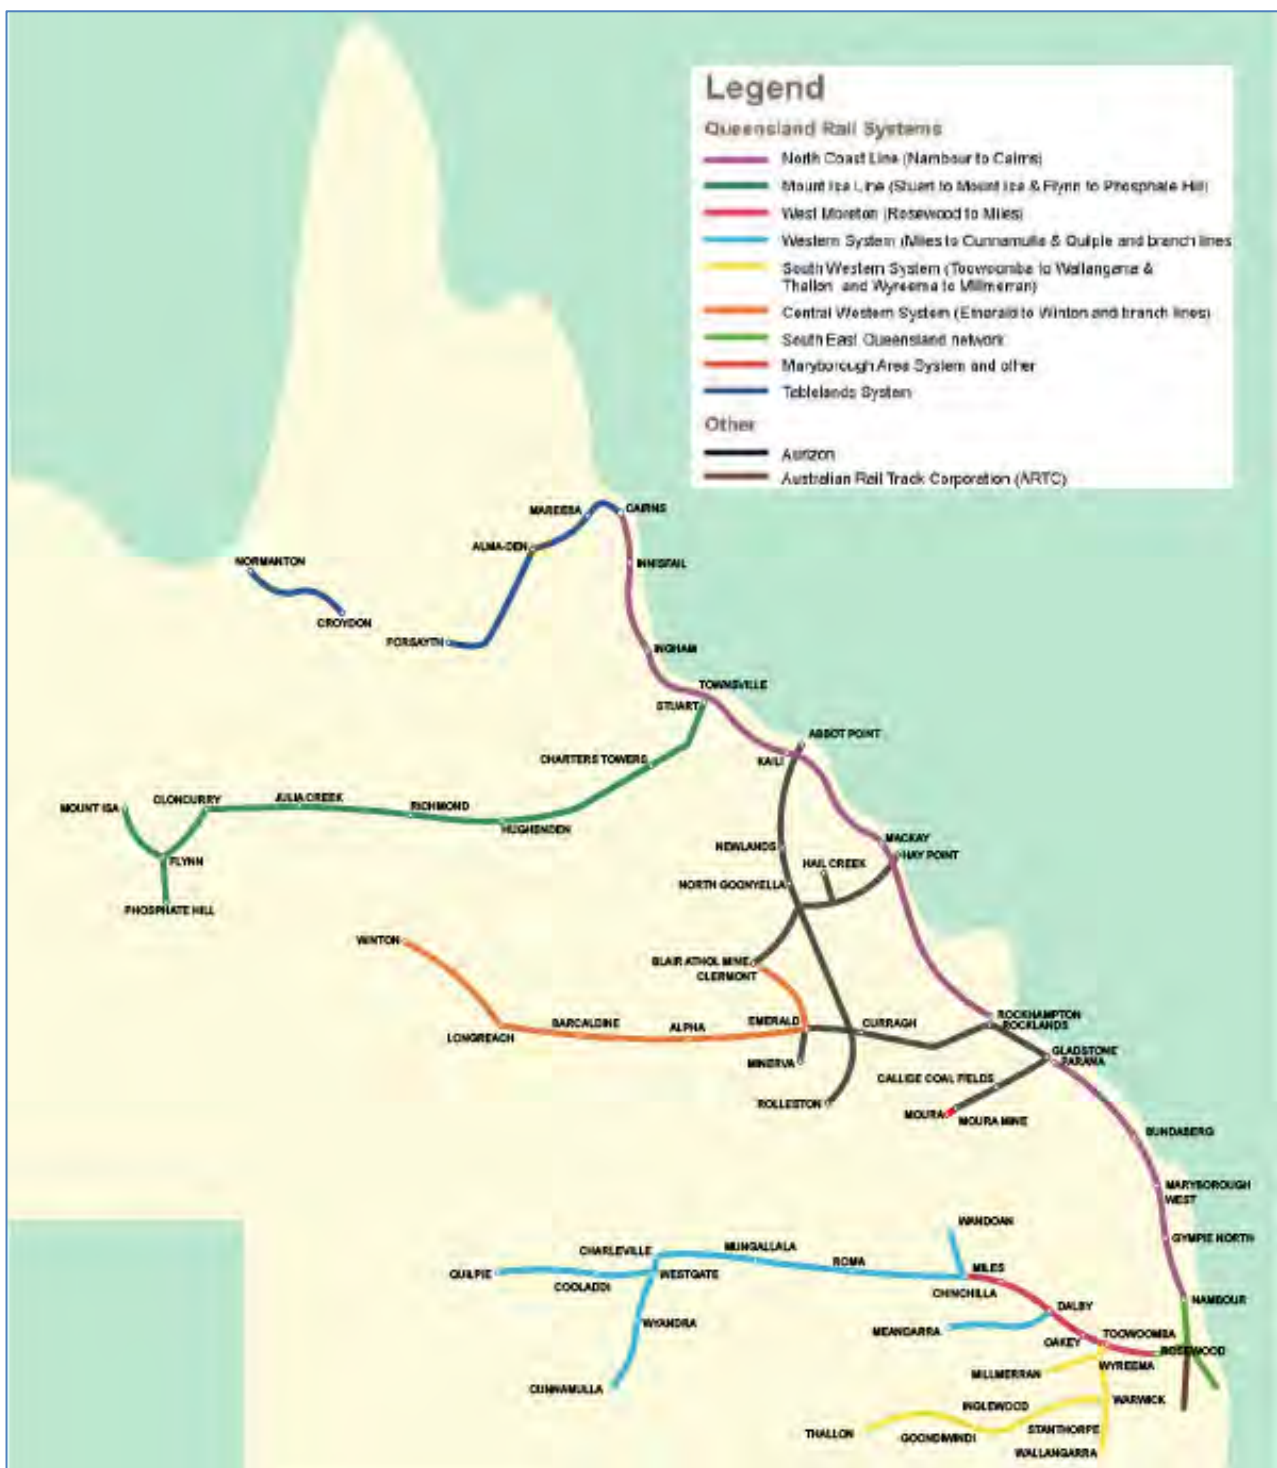 Legend
Queensland Rail Systems
North Coast Line (Nambour to Cairns)
Mount Ica Line (Stuart to Mount Ica & Flynn to Phosphate Hill)
West Moreton (Rosewood to Miles)
Western System (Miles to Cunnamulla & Quilpie and branch lines
South Western System (Toowoomba to Wallangarra &
Thallon and Wyreema to Millmerran)
Central Western System (Emerald to Winton and branch lines)
South East Queensland network
Maryborough Area System and other
Tablelands System
Other
Aurizon
Australian Rail Track Corporation (ARTC)
MAREEBA
CAIRNS
ALMA-DEN
NORMANTON
INNISFAIL
CROYDON
FORSAYTH
INGHAM
TOWNSVILLE
STUART
ABBOT POINT
CHARTERS TOWERS
KAILI
MOUNT ISA
CLONCURRY
JULIA CREEK
RICHMOND
HUGHENDEN
MACKAY
NEWLANDS
HAY POINT
FLYNN
HAIL CREEK
NORTH GOONYELLA
PHOSPHATE HILL
WINTON
BLAIR ATHOL MINE
CLERMONT
ROCKHAMPTON
ROCKLANDS
BARCALDINE
ALPHA
EMERALD
CURRAGH
LONGREACH
GLADSTONE
PARANA
MINERVA
CALLIDE COAL FIELDS
ROLLESTON
MOURA
MOURA MINE
BUNDABERG
MARYBOROUGH
WEST
WANDOAN
GYMPIE NORTH
CHARLEVILLE
MUNGALLALA
ROMA
MILES
QUILPIE
COOLADDI
WESTGATE
CHINCHILLA
NAMBOUR
DALBY
WYANDRA
MEANDARRA
OAKEY
TOOWOOMBA
ROSEWOOD
WYREEMA
MILLMERRAN
CUNNAMULLA
INGLEWOOD
WARWICK
THALLON
GOONDIWINDI
STANTHORPE
WALLANGARRA